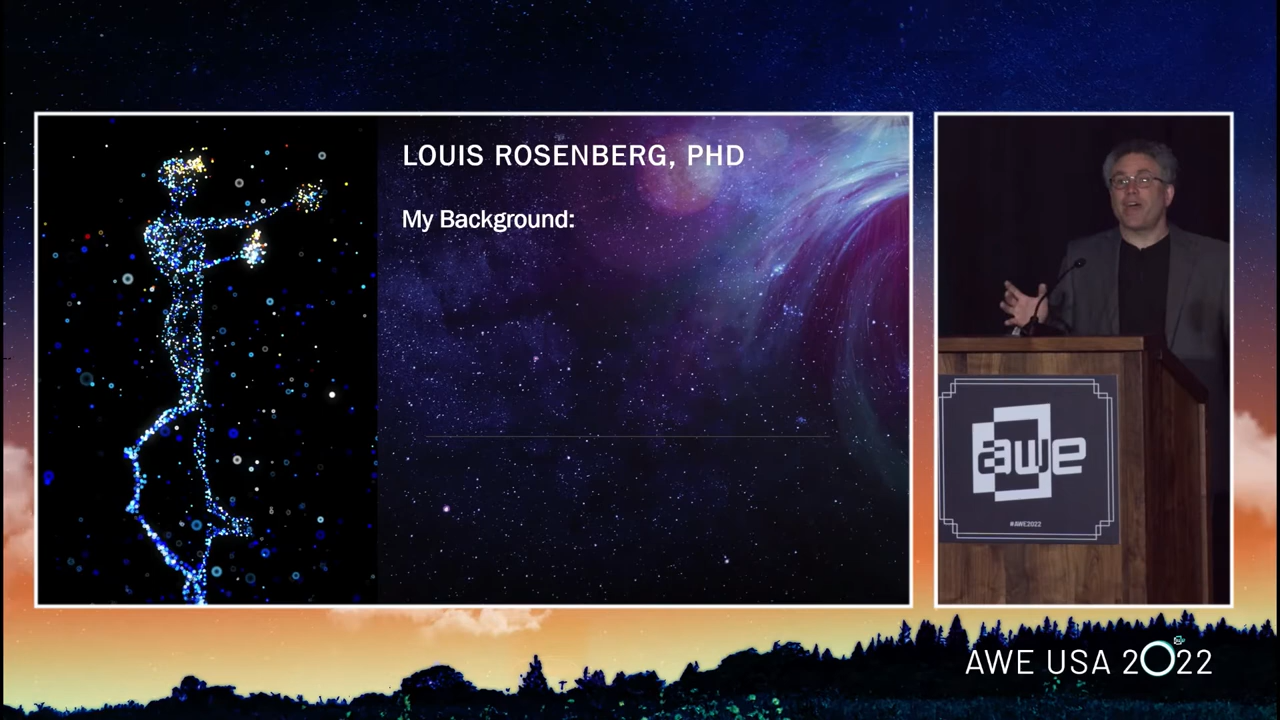 LOUIS ROSENBERG, PHD
My Background:
awe
#AWE2022
AWE USA 2022